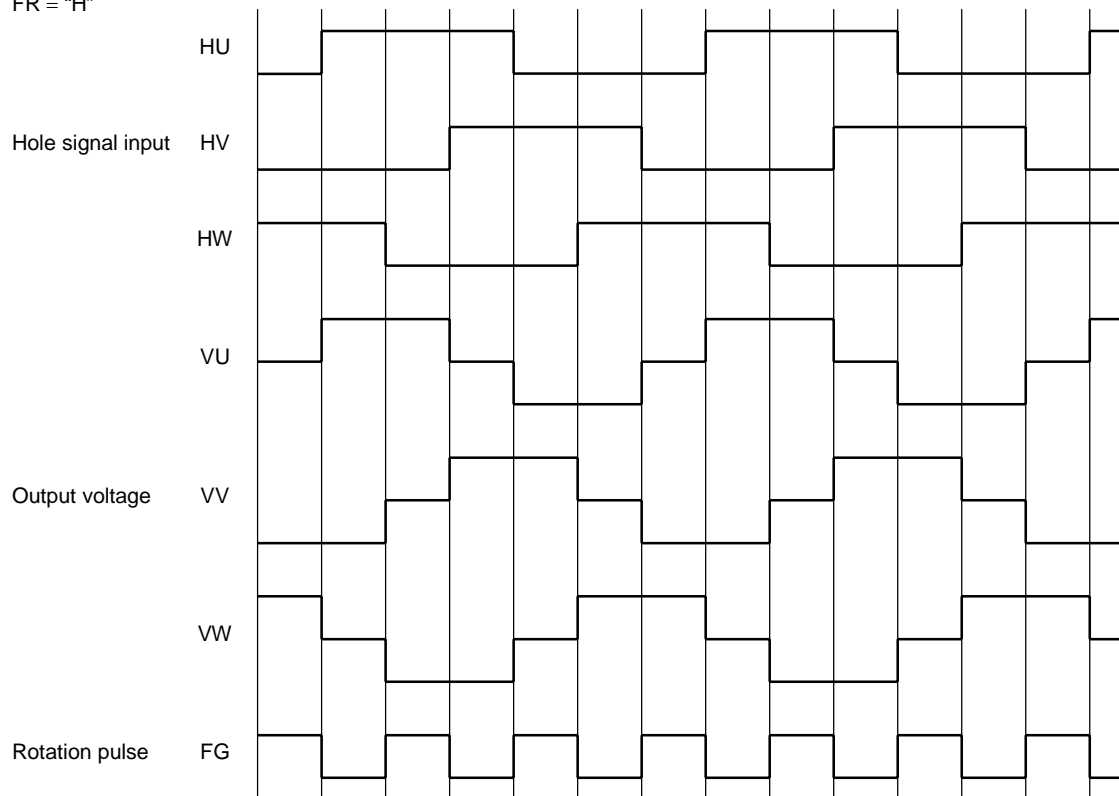 FR = “H”
HU
Hole signal input HV
HW
VU
Output voltage VV
VW
Rotation pulse FG